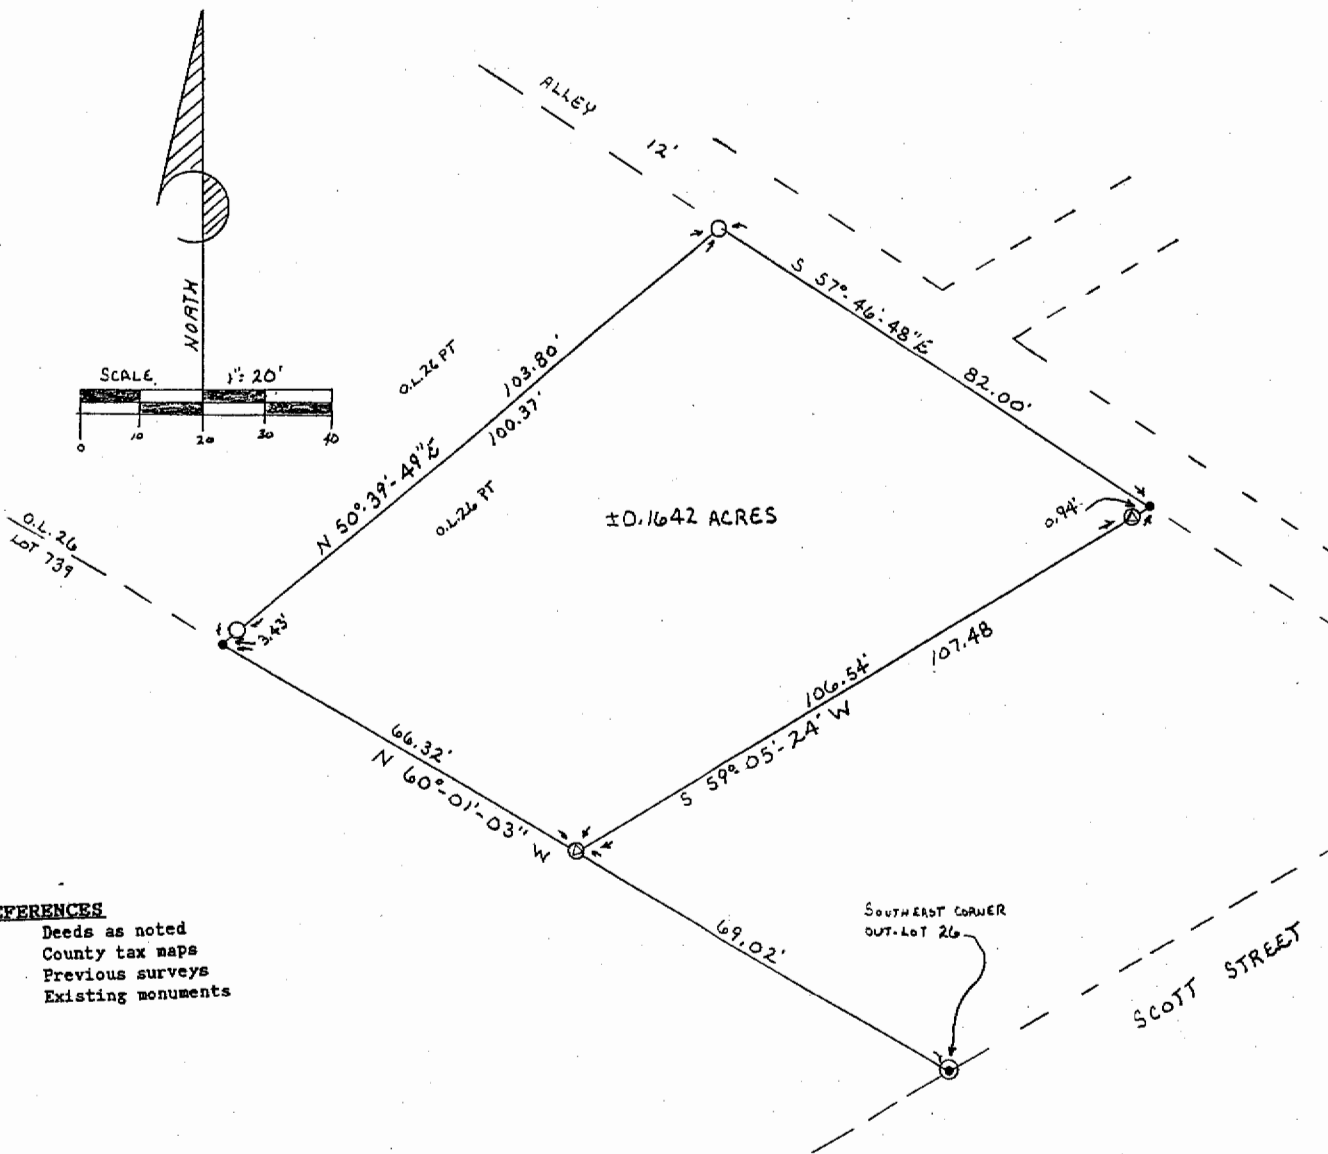 ALLEY
12'
NORTH
SCALE 1": 20'
0 10 20 30 40
O.L. 26 PT
103.80'
100.37'
N 50°-39'-49"E
O.L. 26 PT
S 57°-46'-48"E
82.00'
±0.1642 ACRES
0.94'
O.L. 26
LOT 739
3.43'
106.54'
107.48
S 59°-05'-24" W
66.32'
N 60°-01'-03" W
69.02'
SOUTHEAST CORNER
OUT-LOT 26
SCOTT STREET
EFERENCES
Deeds as noted
County tax maps
Previous surveys
Existing monuments